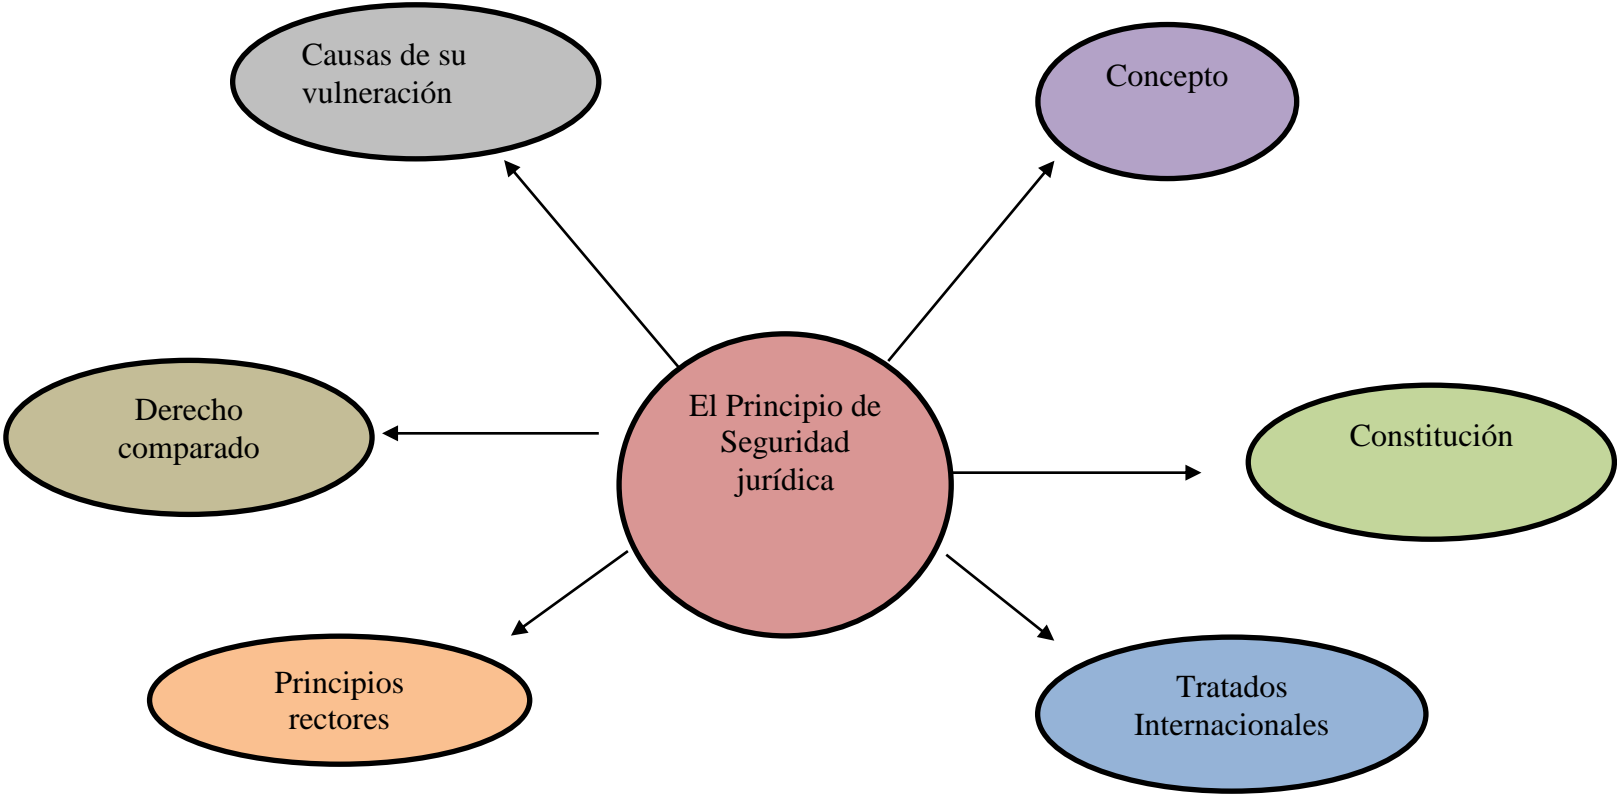 Causas de su
vulneración
Concepto
El Principio de
Seguridad
jurídica
Derecho
comparado
Constitución
Principios
rectores
Tratados
Internacionales